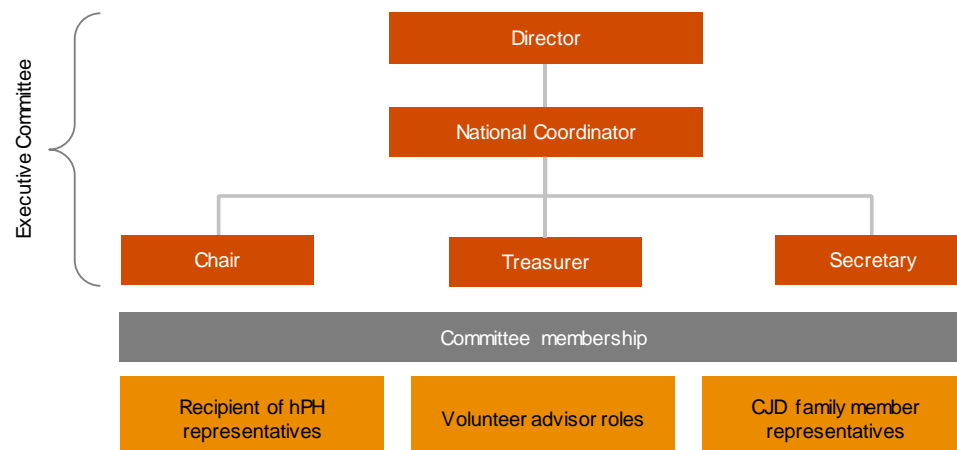 Executive Committee
Director
National Coordinator
Chair
Treasurer
Secretary
Committee membership
Recipient of hPH
representatives
Volunteer advisor roles
CJD family member
representatives